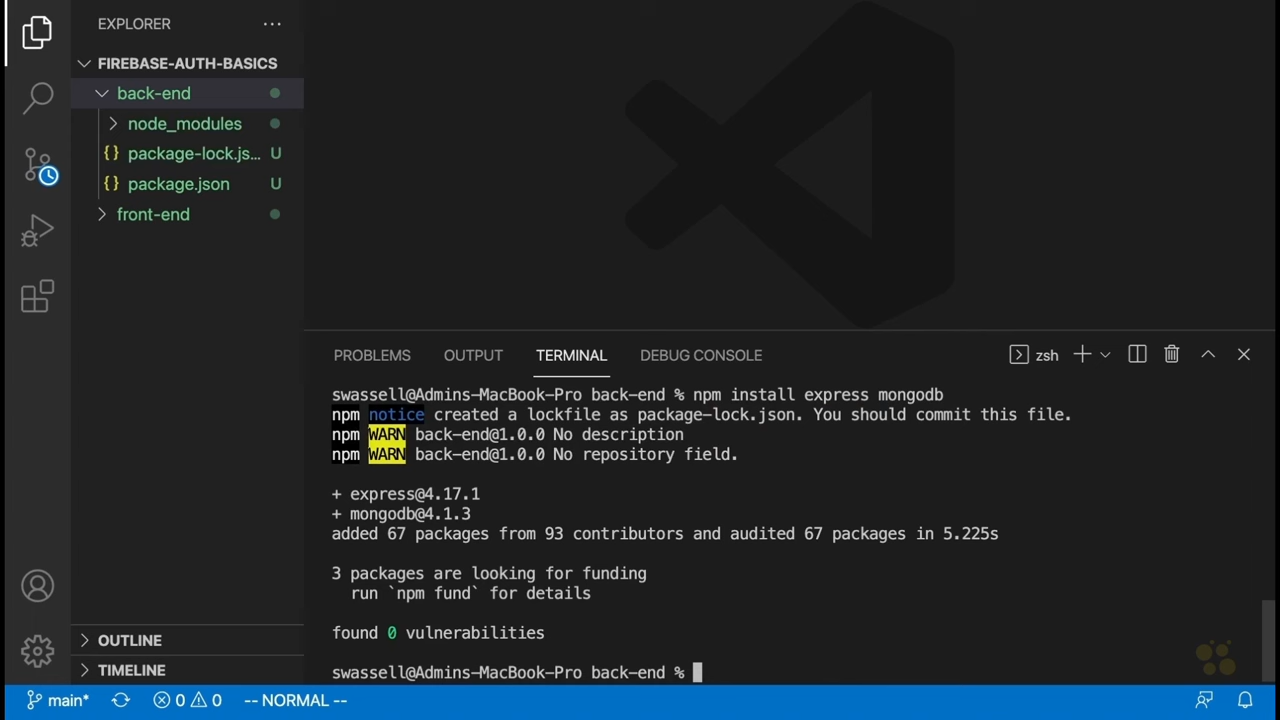 EXPLORER
FIREBASE-AUTH-BASICS
back-end
node_modules
package-lock.js... U
package.json U
front-end
OUTLINE
TIMELINE
PROBLEMS OUTPUT TERMINAL DEBUG CONSOLE zsh
swassell@Admins-MacBook-Pro back-end % npm install express mongodb
npm notice created a lockfile as package-lock.json. You should commit this file.
npm WARN back-end@1.0.0 No description
npm WARN back-end@1.0.0 No repository field.
+ express@4.17.1
+ mongodb@4.1.3
added 67 packages from 93 contributors and audited 67 packages in 5.225s
3 packages are looking for funding
run `npm fund` for details
found 0 vulnerabilities
swassell@Admins-MacBook-Pro back-end %
main* 0 0 -- NORMAL --